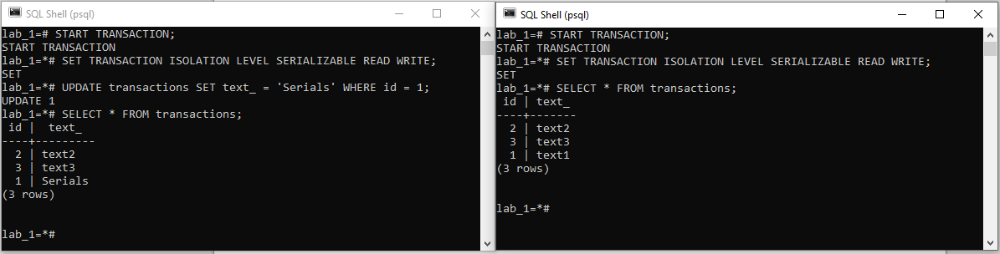 SQL Shell (psql)
lab_1=# START TRANSACTION;
START TRANSACTION
lab_1=*# SET TRANSACTION ISOLATION LEVEL SERIALIZABLE READ WRITE;
SET
lab_1=*# UPDATE transactions SET text_ = 'Serials' WHERE id = 1;
UPDATE 1
lab_1=*# SELECT * FROM transactions;
 id |  text_
----+---------
  2 | text2
  3 | text3
  1 | Serials
(3 rows)
lab_1=*#
SQL Shell (psql)
lab_1=# START TRANSACTION;
START TRANSACTION
lab_1=*# SET TRANSACTION ISOLATION LEVEL SERIALIZABLE READ WRITE;
SET
lab_1=*# SELECT * FROM transactions;
 id | text_
----+-------
  2 | text2
  3 | text3
  1 | text1
(3 rows)
lab_1=*#